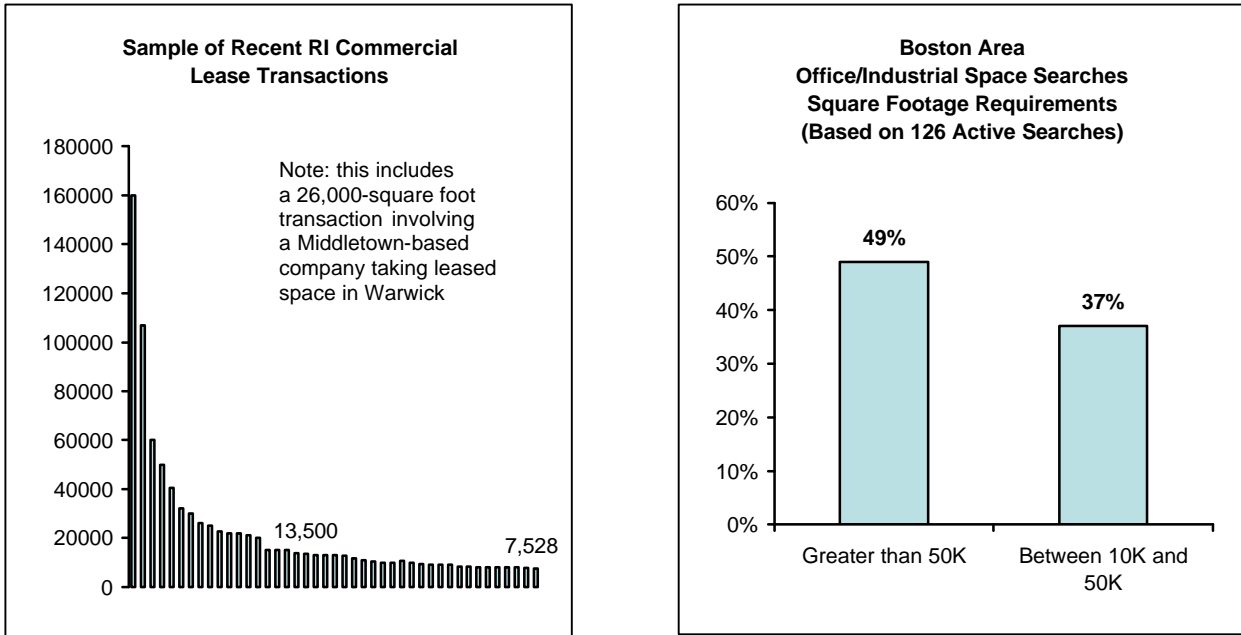 Sample of Recent RI Commercial
Lease Transactions
180000
160000
140000
120000
100000
80000
60000
40000
20000
0
Note: this includes
a 26,000-square foot
transaction involving
a Middletown-based
company taking leased
space in Warwick
13,500
7,528
Boston Area
Office/Industrial Space Searches
Square Footage Requirements
(Based on 126 Active Searches)
60%
50%
40%
30%
20%
10%
0%
49%
37%
Greater than 50K
Between 10K and
50K